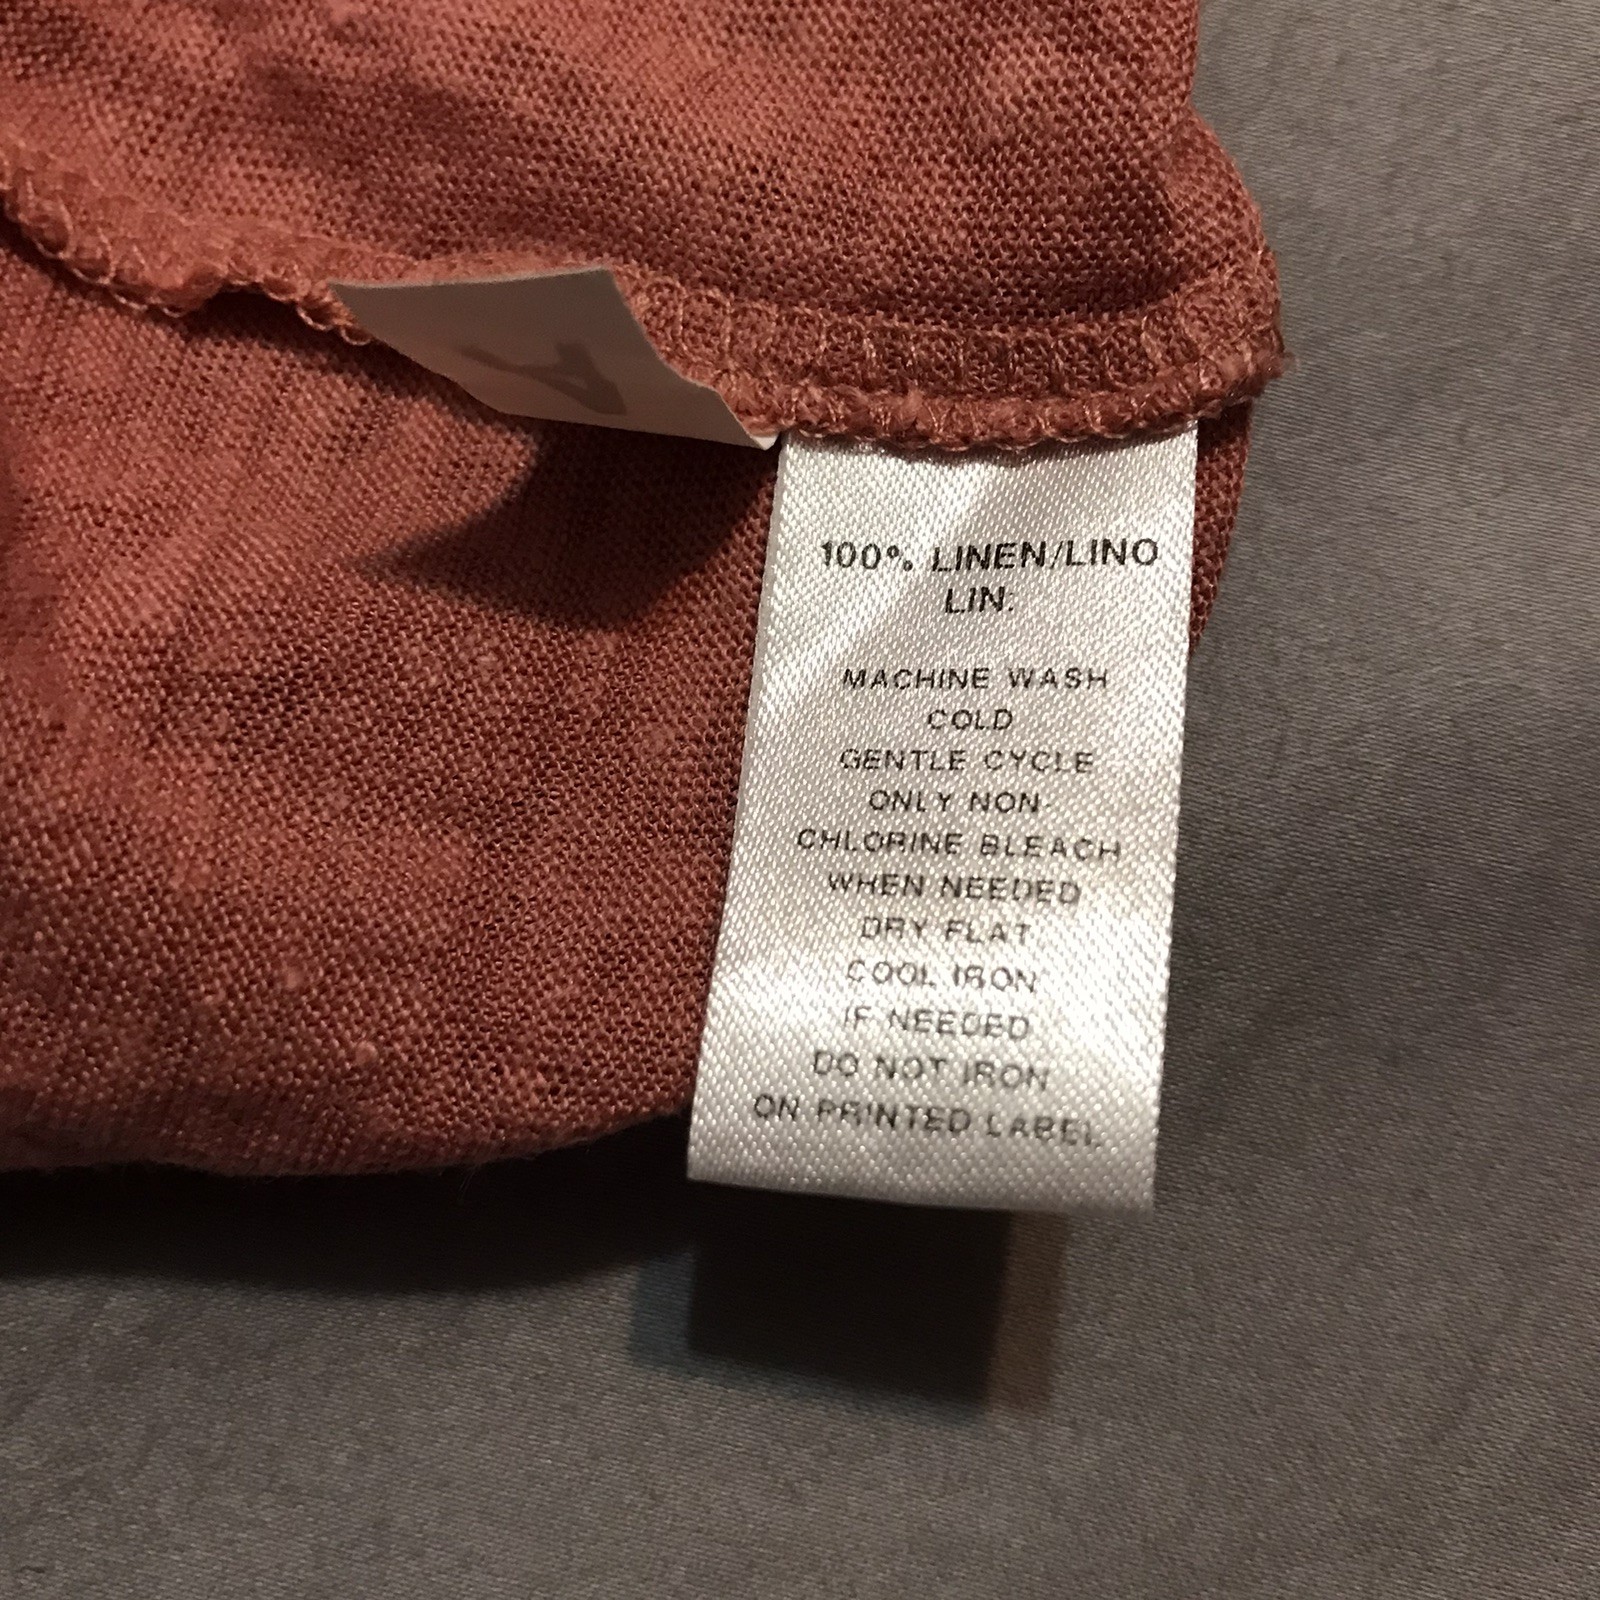 100% LINEN/LINO
LIN.
MACHINE WASH
COLD
GENTLE CYCLE
ONLY NON-
CHLORINE BLEACH
WHEN NEEDED
DRY FLAT
COOL IRON
IF NEEDED
DO NOT IRON
ON PRINTED LABEL